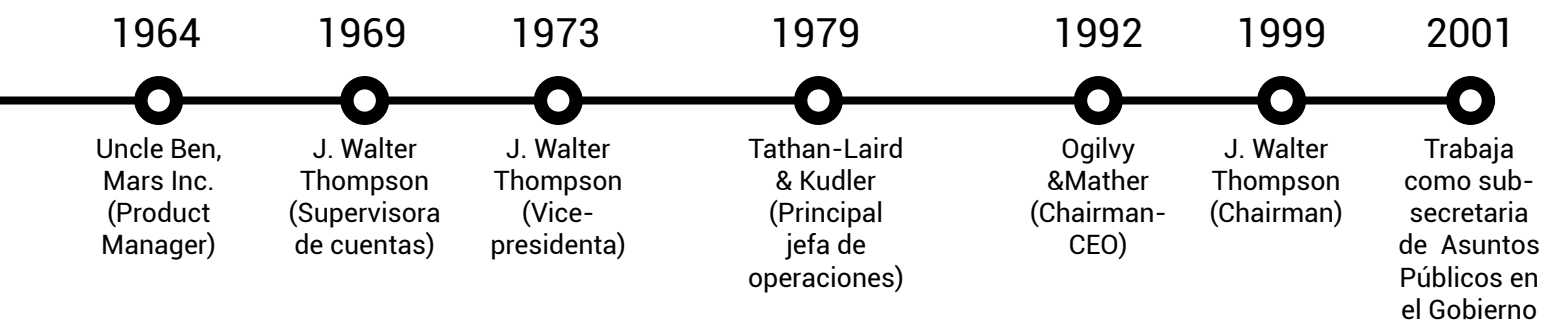 1964
1969
1973
1979
1992
1999
2001
Uncle Ben,
Mars Inc.
(Product
Manager)
J. Walter
Thompson
(Supervisora
de cuentas)
J. Walter
Thompson
(Vice-
presidenta)
Tathan-Laird
& Kudler
(Principal
jefa de
operaciones)
Ogilvy
&Mather
(Chairman-
CEO)
J. Walter
Thompson
(Chairman)
Trabaja
como sub-
secretaria
de Asuntos
Públicos en
el Gobierno